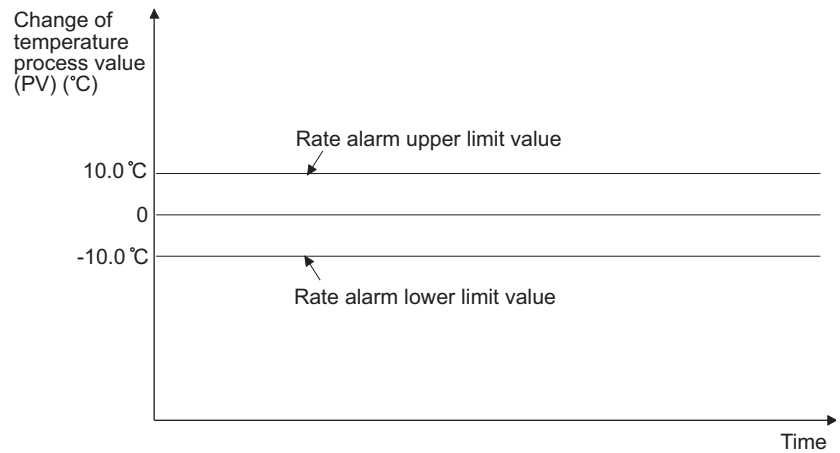 Change of
temperature
process value
(PV) (℃)
Rate alarm upper limit value
10.0 ℃
0
-10.0 ℃
Rate alarm lower limit value
Time